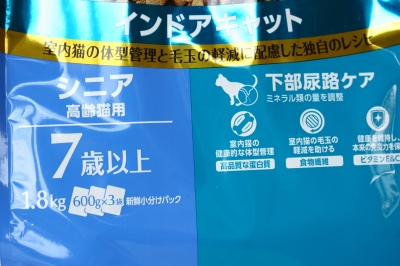 インドアキャット
室内猫の体型管理と毛玉の軽減に配慮した独自のレシピ
シニア
高齢猫用
7歳以上
1.8kg 600g×3袋 新鮮小分けパック
下部尿路ケア
ミネラル類の量を調整
室内猫の
健康的な体型管理
高品質な蛋白質
室内猫の毛玉の
軽減を助ける
食物繊維
健康を維持し
本来の免疫力を保
ビタミンE&C